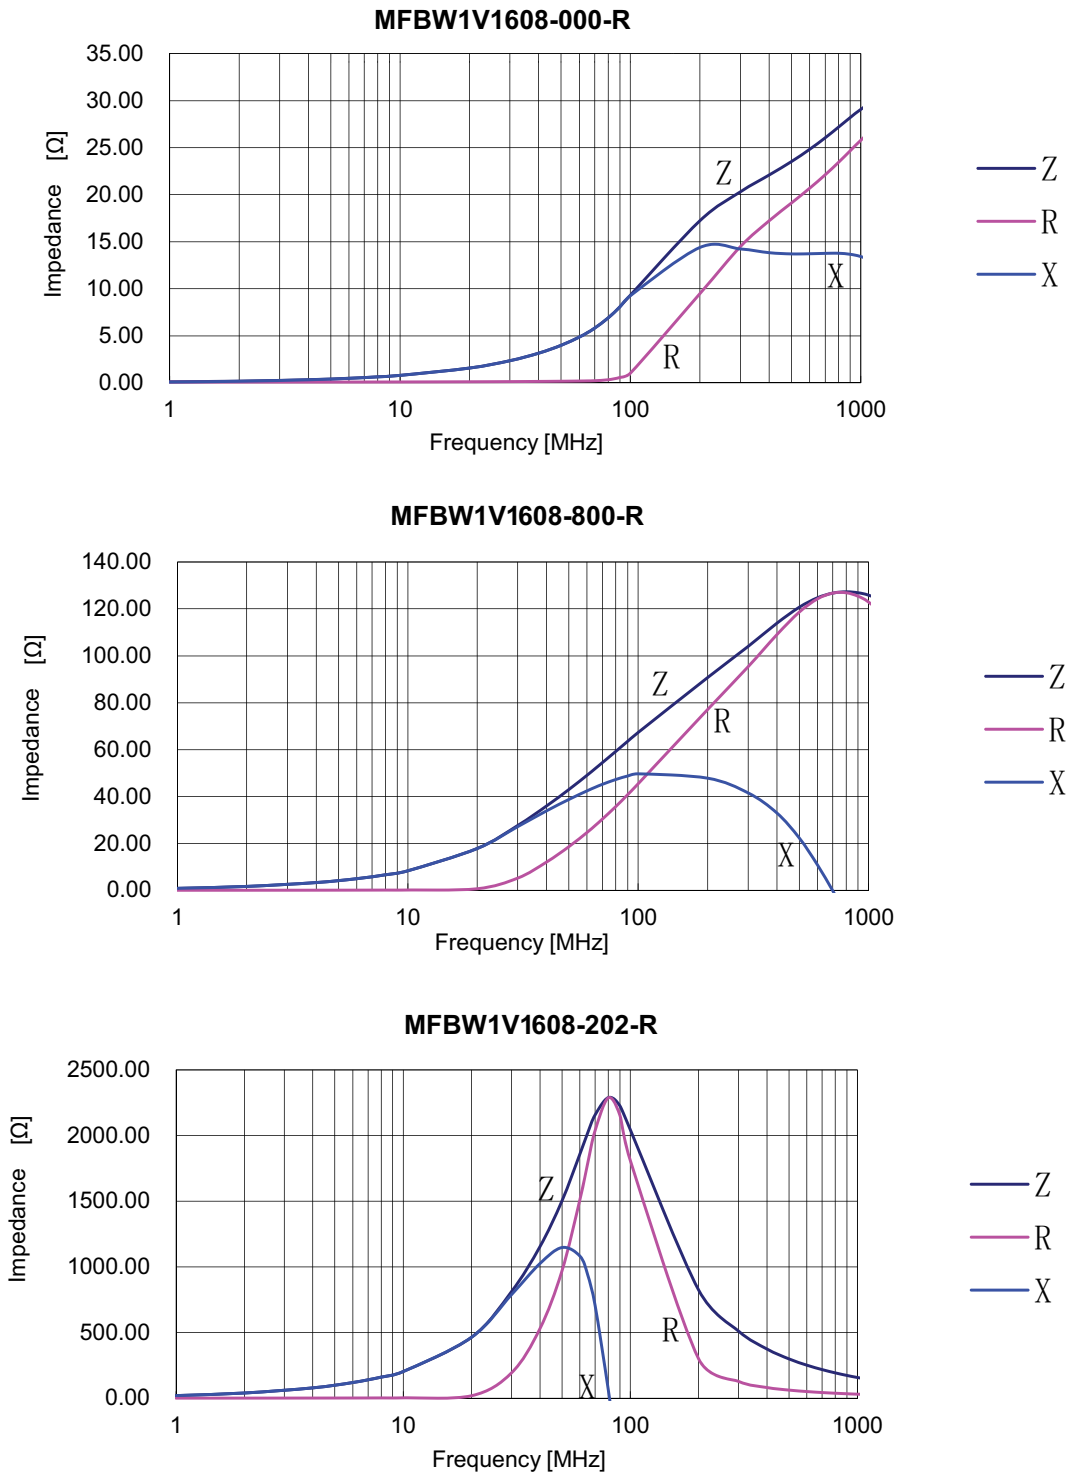 MFBW1V1608-000-R
35.00
30.00
25.00
20.00
15.00
10.00
5.00
0.00
Impedance [Ω]
Z
X
R
1 10 100 1000
Frequency [MHz]
Z
R
X
MFBW1V1608-800-R
140.00
120.00
100.00
80.00
60.00
40.00
20.00
0.00
Impedance [Ω]
Z
R
X
1 10 100 1000
Frequency [MHz]
Z
R
X
MFBW1V1608-202-R
2500.00
2000.00
1500.00
1000.00
500.00
0.00
Impedance [Ω]
Z
R
X
1 10 100 1000
Frequency [MHz]
Z
R
X